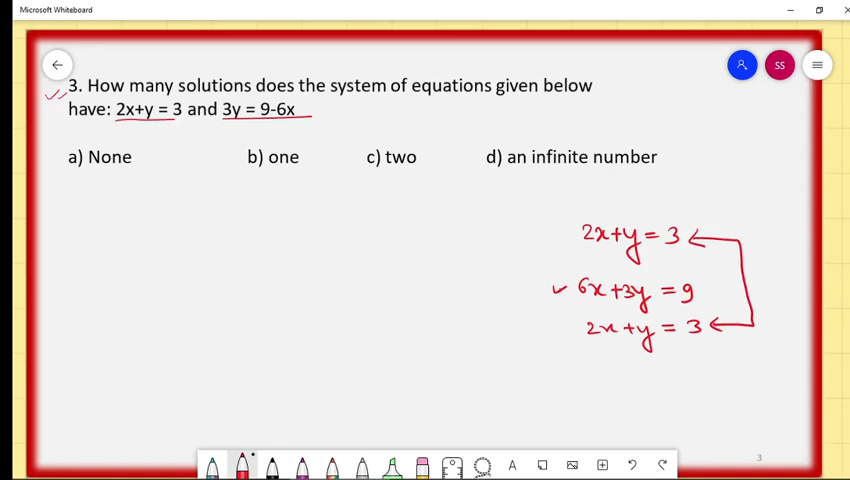 Microsoft Whiteboard
SS
3. How many solutions does the system of equations given below
have: 2x+y = 3 and 3y = 9-6x
a) None b) one c) two d) an infinite number
2x+y = 3
6x+3y = 9
2x+y = 3
3
A